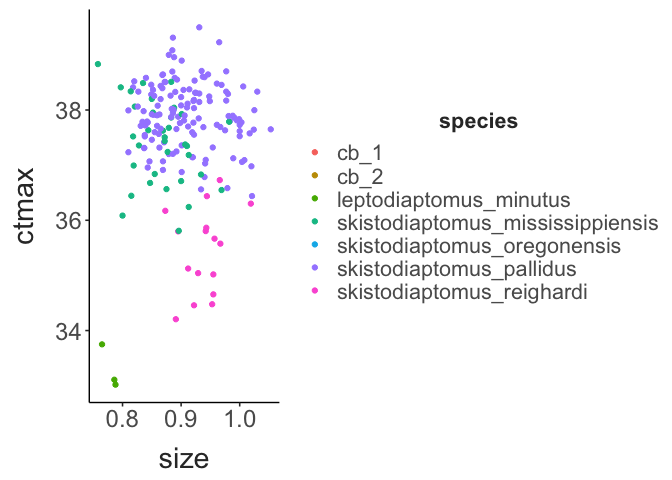 38
36
34
ctmax
0.8 0.9 1.0
size
species
cb_1
cb_2
leptodiaptomus_minutus
skistodiaptomus_mississippiensis
skistodiaptomus_oregonensis
skistodiaptomus_pallidus
skistodiaptomus_reighardi